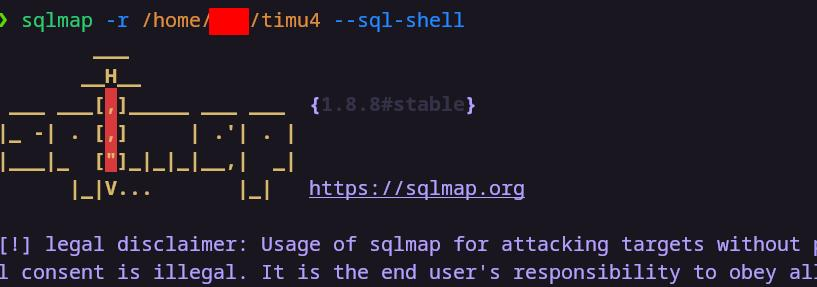 ❯ sqlmap -r /home/ /timu4 --sql-shell
        ___
       __H__
 ___ ___[,]_____ ___ ___  {1.8.8#stable}
|_ -| . [,]     | .'| . |
|___|_  ["]_|_|_|__,|  _|
      |_|V...       |_|   https://sqlmap.org
[!] legal disclaimer: Usage of sqlmap for attacking targets without
l consent is illegal. It is the end user's responsibility to obey all